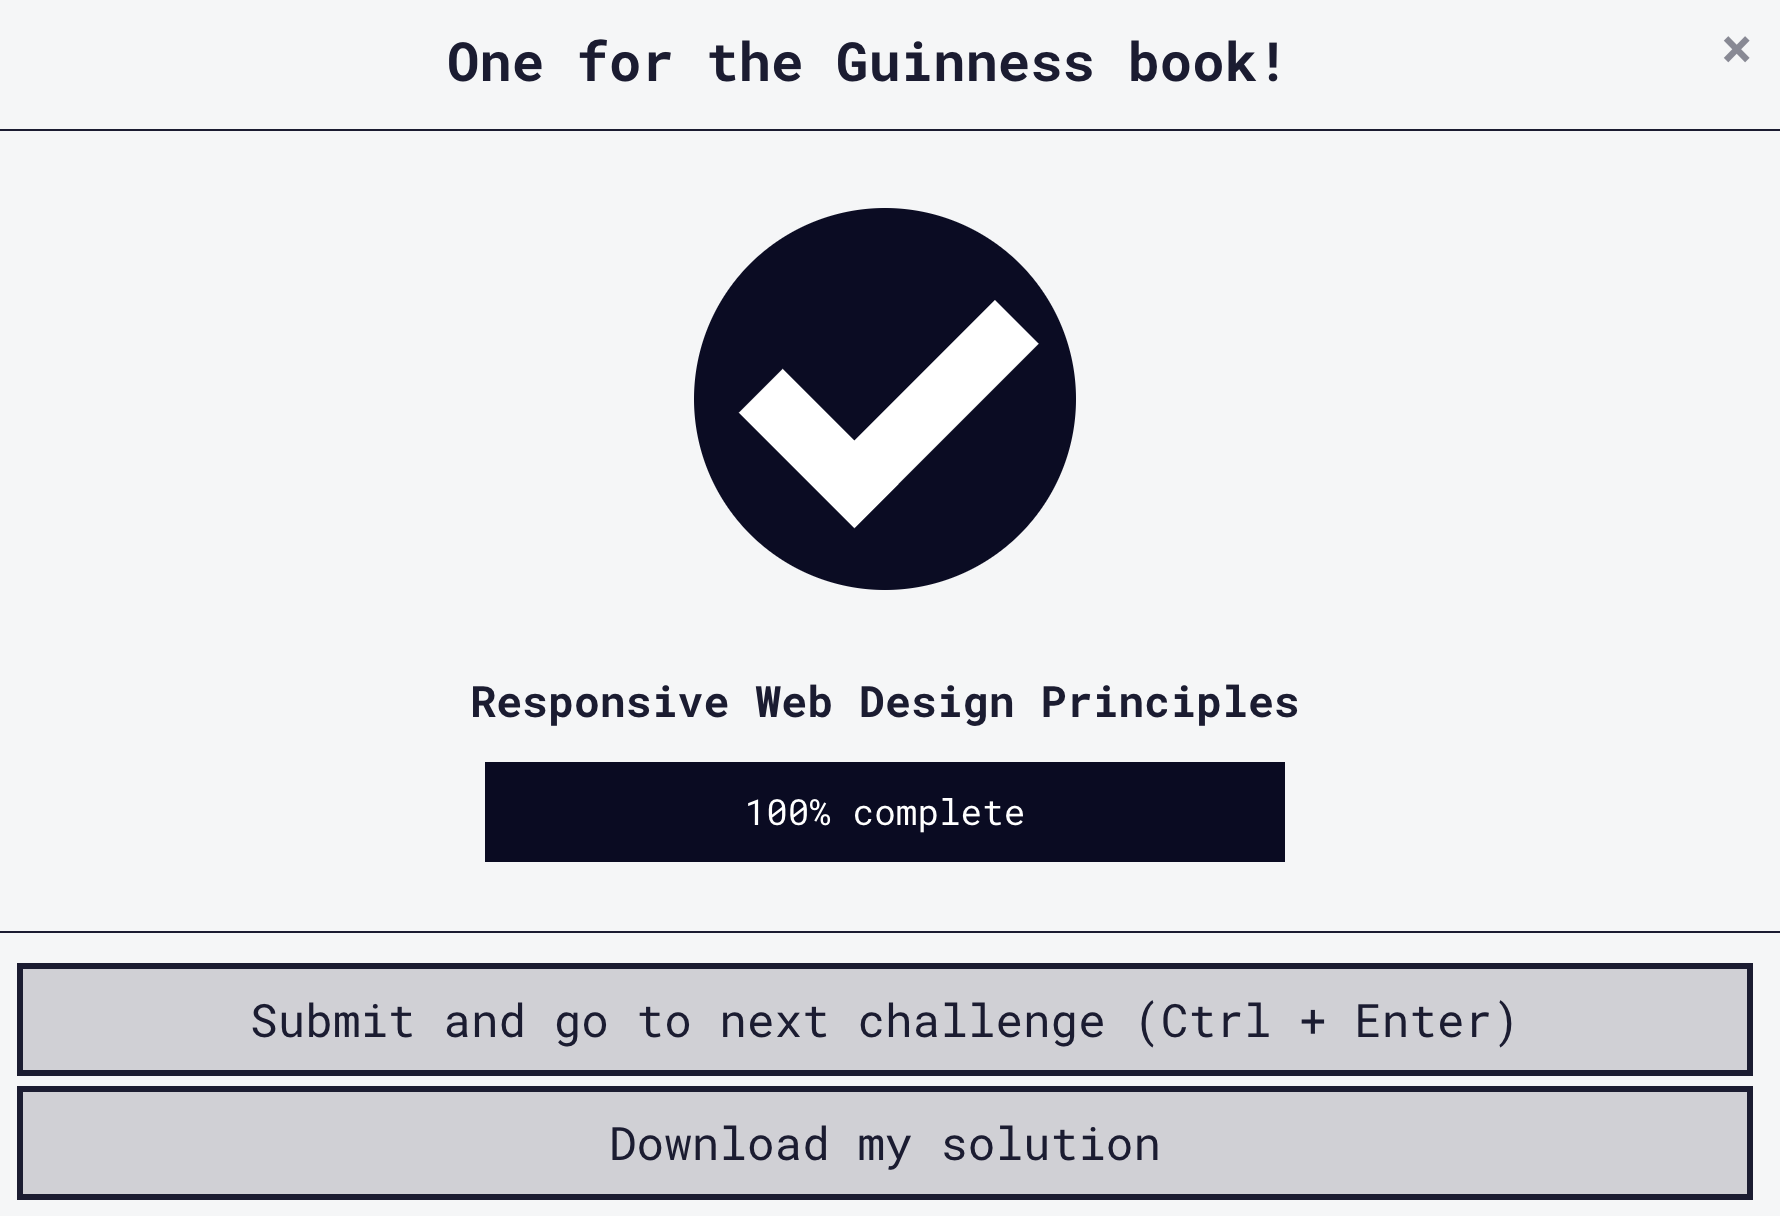 One for the Guinness book!
×
Responsive Web Design Principles
100% complete
Submit and go to next challenge (Ctrl + Enter)
Download my solution